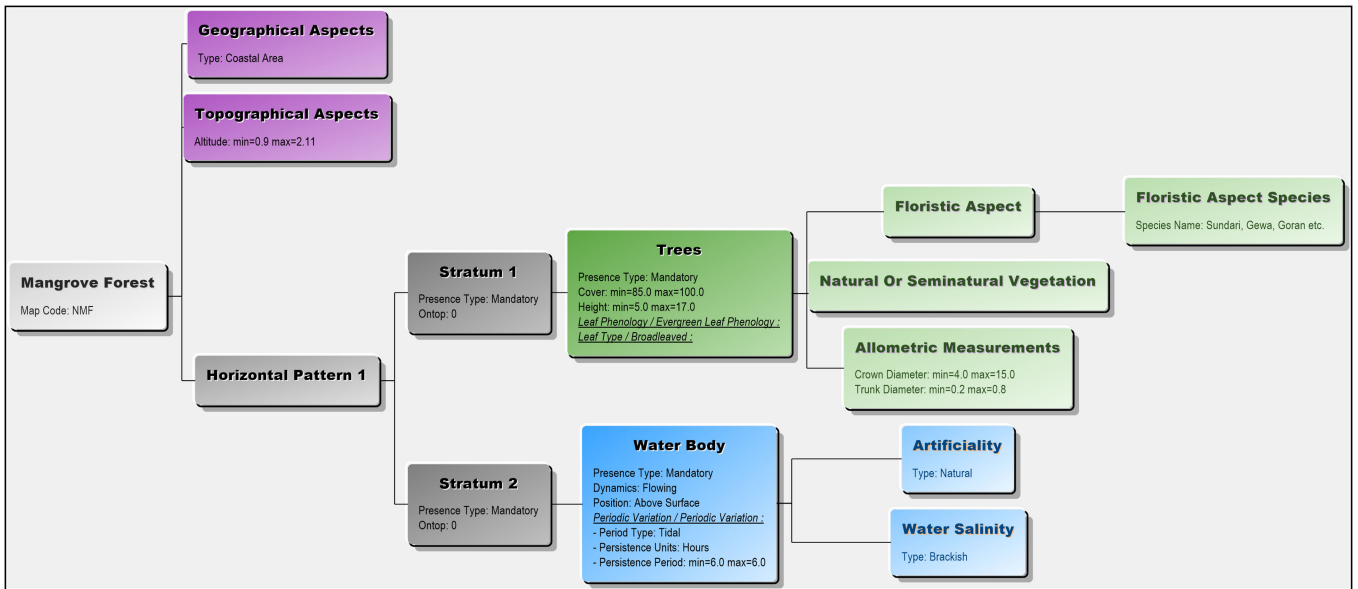 Geographical Aspects
Type: Coastal Area
Topographical Aspects
Altitude: min=0.9 max=2.11
Mangrove Forest
Map Code: NMF
Horizontal Pattern 1
Stratum 1
Presence Type: Mandatory
Ontop: 0
Trees
Presence Type: Mandatory
Cover: min=85.0 max=100.0
Height: min=5.0 max=17.0
Leaf Phenology / Evergreen Leaf Phenology :
Leaf Type / Broadleaved :
Floristic Aspect
Floristic Aspect Species
Species Name: Sundari, Gewa, Goran etc.
Natural Or Seminatural Vegetation
Allometric Measurements
Crown Diameter: min=4.0 max=15.0
Trunk Diameter: min=0.2 max=0.8
Stratum 2
Presence Type: Mandatory
Ontop: 0
Water Body
Presence Type: Mandatory
Dynamics: Flowing
Position: Above Surface
Periodic Variation / Periodic Variation :
- Period Type: Tidal
- Persistence Units: Hours
- Persistence Period: min=6.0 max=6.0
Artificiality
Type: Natural
Water Salinity
Type: Brackish